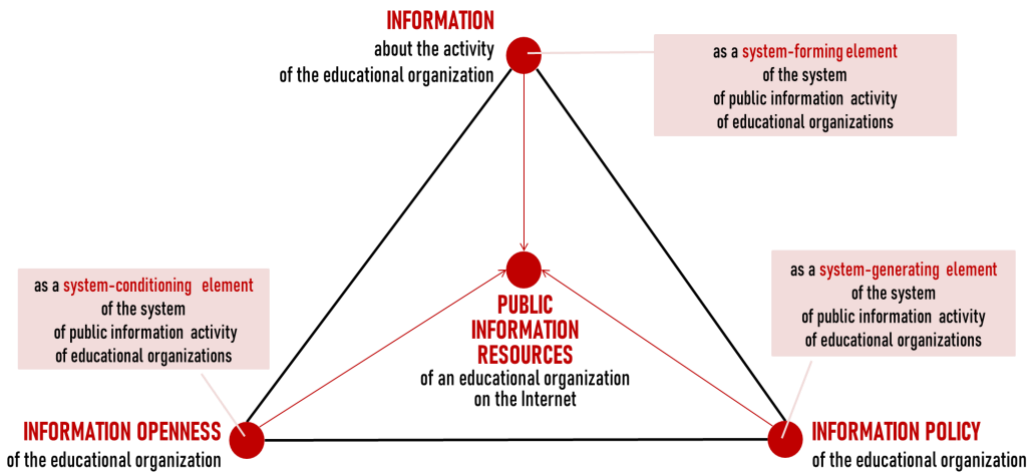 INFORMATION
about the activity
of the educational organization
as a system-forming element
of the system
of public information activity
of educational organizations
as a system-conditioning element
of the system
of public information activity
of educational organizations
PUBLIC
INFORMATION
RESOURCES
of an educational organization
on the Internet
as a system-generating element
of the system
of public information activity
of educational organizations
INFORMATION OPENNESS
of the educational organization
INFORMATION POLICY
of the educational organization